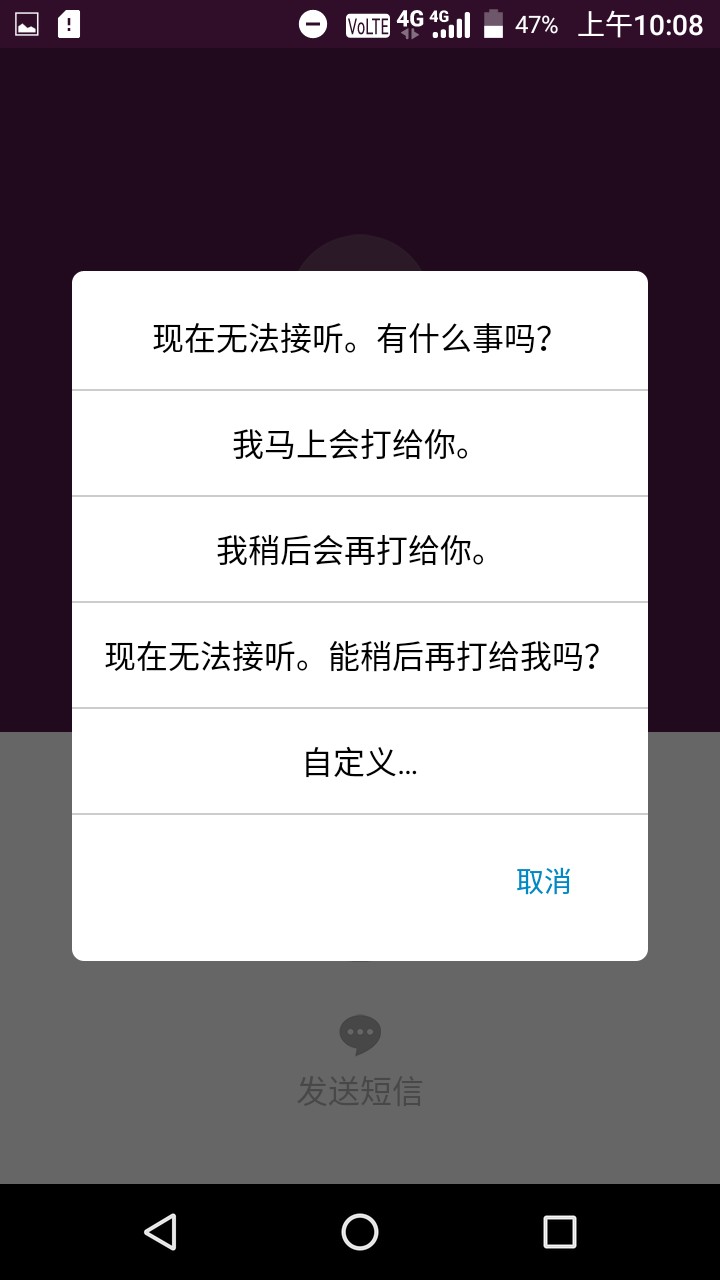 VoLTE 4G 4G 47% 上午10:08
现在无法接听。有什么事吗？
我马上会打给你。
我稍后会再打给你。
现在无法接听。能稍后再打给我吗？
自定义...
取消
发送短信